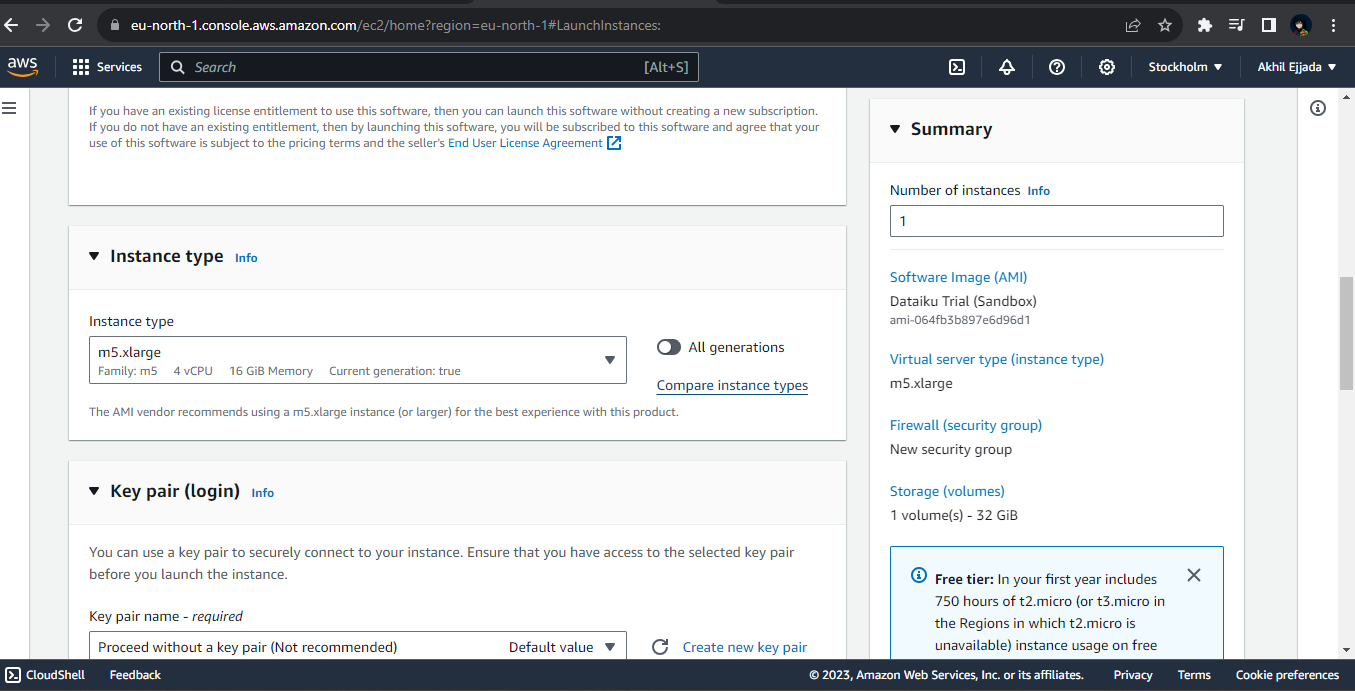 eu-north-1.console.aws.amazon.com/ec2/home?region=eu-north-1#LaunchInstances:
aws
Services
Search
[Alt+S]
Stockholm
Akhil Ejjada
If you have an existing license entitlement to use this software, then you can launch this software without creating a new subscription.
If you do not have an existing entitlement, then by launching this software, you will be subscribed to this software and agree that your
use of this software is subject to the pricing terms and the seller's End User License Agreement
Instance type Info
Instance type
m5.xlarge
Family: m5 4 vCPU 16 GiB Memory Current generation: true
All generations
Compare instance types
The AMI vendor recommends using a m5.xlarge instance (or larger) for the best experience with this product.
Key pair (login) Info
You can use a key pair to securely connect to your instance. Ensure that you have access to the selected key pair
before you launch the instance.
Key pair name - required
Proceed without a key pair (Not recommended) Default value
Create new key pair
Summary
Number of instances Info
1
Software Image (AMI)
Dataiku Trial (Sandbox)
ami-064fb3b897e6d96d1
Virtual server type (instance type)
m5.xlarge
Firewall (security group)
New security group
Storage (volumes)
1 volume(s) - 32 GiB
Free tier: In your first year includes
750 hours of t2.micro (or t3.micro in
the Regions in which t2.micro is
unavailable) instance usage on free
CloudShell
Feedback
© 2023, Amazon Web Services, Inc. or its affiliates.
Privacy
Terms
Cookie preferences